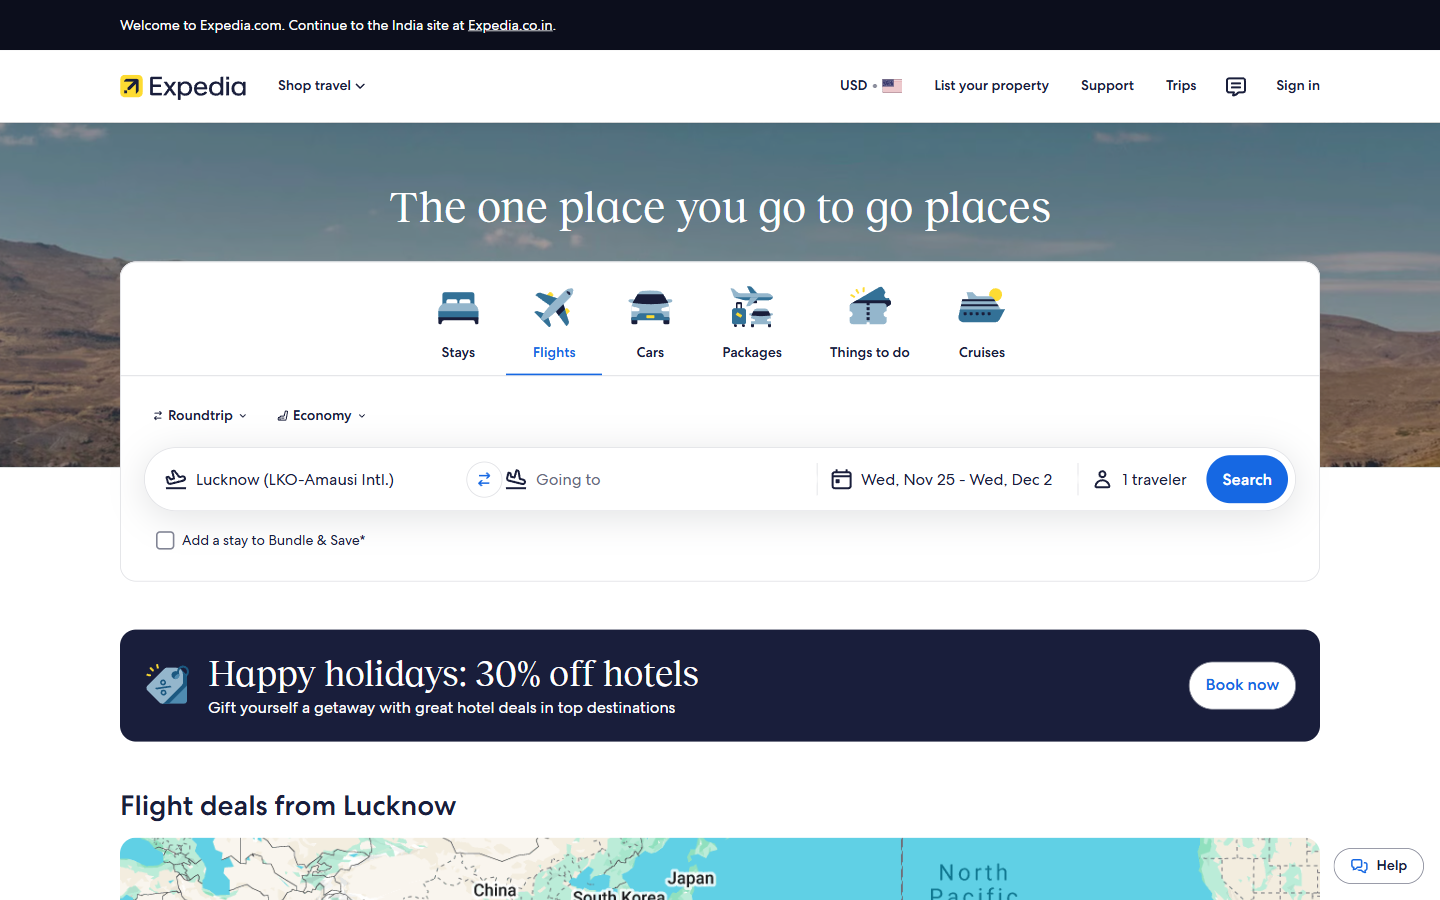 Welcome to Expedia.com. Continue to the India site at Expedia.co.in.
Expedia
Shop travel
USD • List your property Support Trips Sign in
The one place you go to go places
Stays Flights Cars Packages Things to do Cruises
Roundtrip Economy
Lucknow (LKO-Amausi Intl.) Going to Wed, Nov 25 - Wed, Dec 2 1 traveler Search
Add a stay to Bundle & Save*
Happy holidays: 30% off hotels
Gift yourself a getaway with great hotel deals in top destinations
Book now
Flight deals from Lucknow
North
Japan
China
South Korea
Pacific
Help